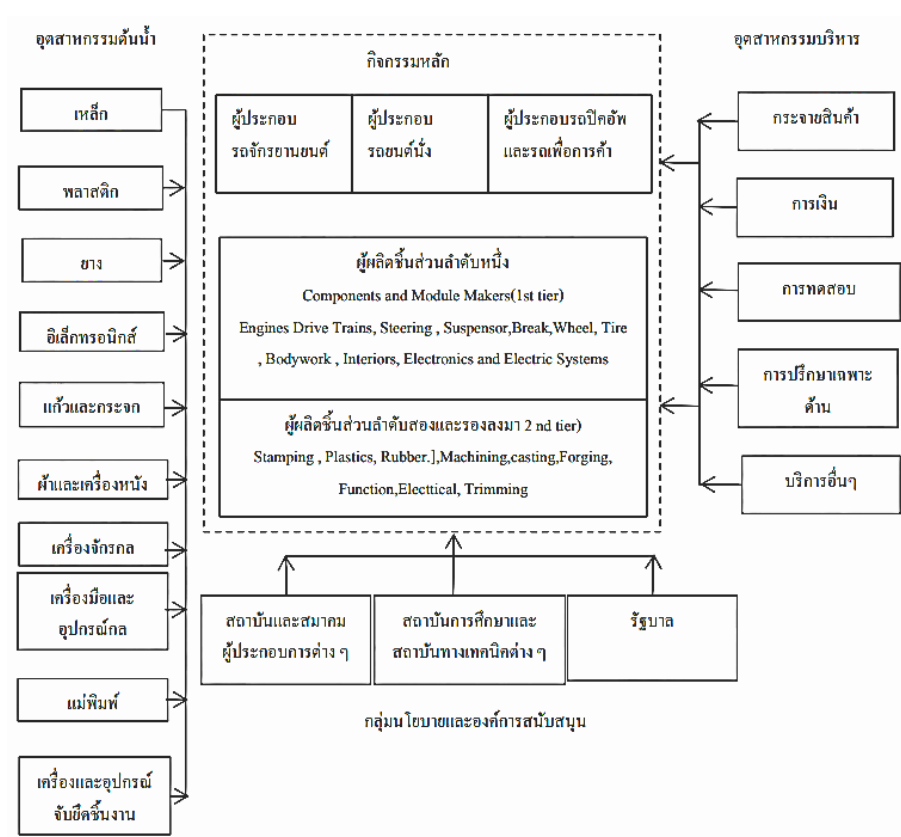 อุตสาหกรรมต้นน้ำ
เหล็ก
พลาสติก
ยาง
อิเล็กทรอนิกส์
แก้วและกระจก
ผ้าและเครื่องหนัง
เครื่องจักรกล
เครื่องมือและ
อุปกรณ์กล
แม่พิมพ์
เครื่องและอุปกรณ์
จับยึดชิ้นงาน
กิจกรรมหลัก
ผู้ประกอบ
รถจักรยานยนต์
ผู้ประกอบ
รถยนต์นั่ง
ผู้ประกอบรถปิคอัพ
และรถเพื่อการค้า
ผู้ผลิตชิ้นส่วนลำดับหนึ่ง
Components and Module Makers(1st tier)
Engines Drive Trains, Steering , Suspensor,Break,Wheel, Tire
, Bodywork , Interiors, Electronics and Electric Systems
ผู้ผลิตชิ้นส่วนลำดับสองและรองลงมา 2 nd tier)
Stamping , Plastics, Rubber.],Machining,casting,Forging,
Function,Electtical, Trimming
อุตสาหกรรมบริหาร
กระจายสินค้า
การเงิน
การทดสอบ
การปรึกษาเฉพาะ
ด้าน
บริการอื่นๆ
สถาบันและสมาคม
ผู้ประกอบการต่าง ๆ
สถาบันการศึกษาและ
สถาบันทางเทคนิคต่าง ๆ
รัฐบาล
กลุ่มนโยบายและองค์การสนับสนุน